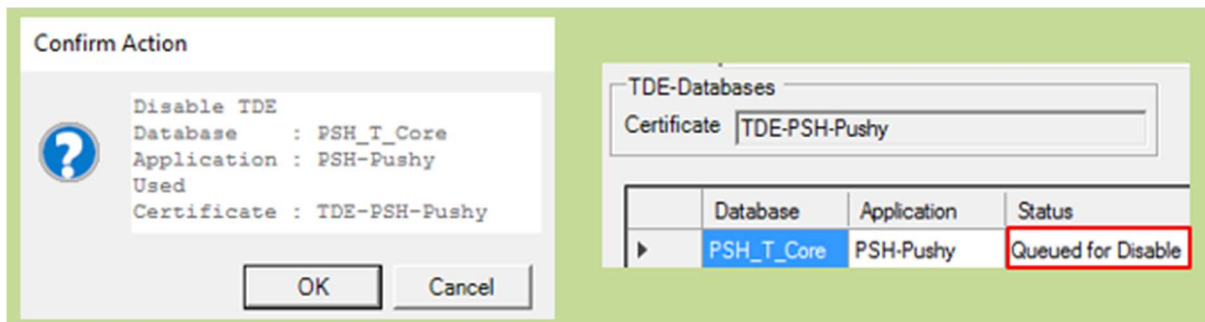 Confirm Action
Disable TDE
Database : PSH_T_Core
Application : PSH-Pushy
Used
Certificate : TDE-PSH-Pushy
OK Cancel
TDE-Databases
Certificate TDE-PSH-Pushy
Database Application Status
PSH_T_Core PSH-Pushy Queued for Disable